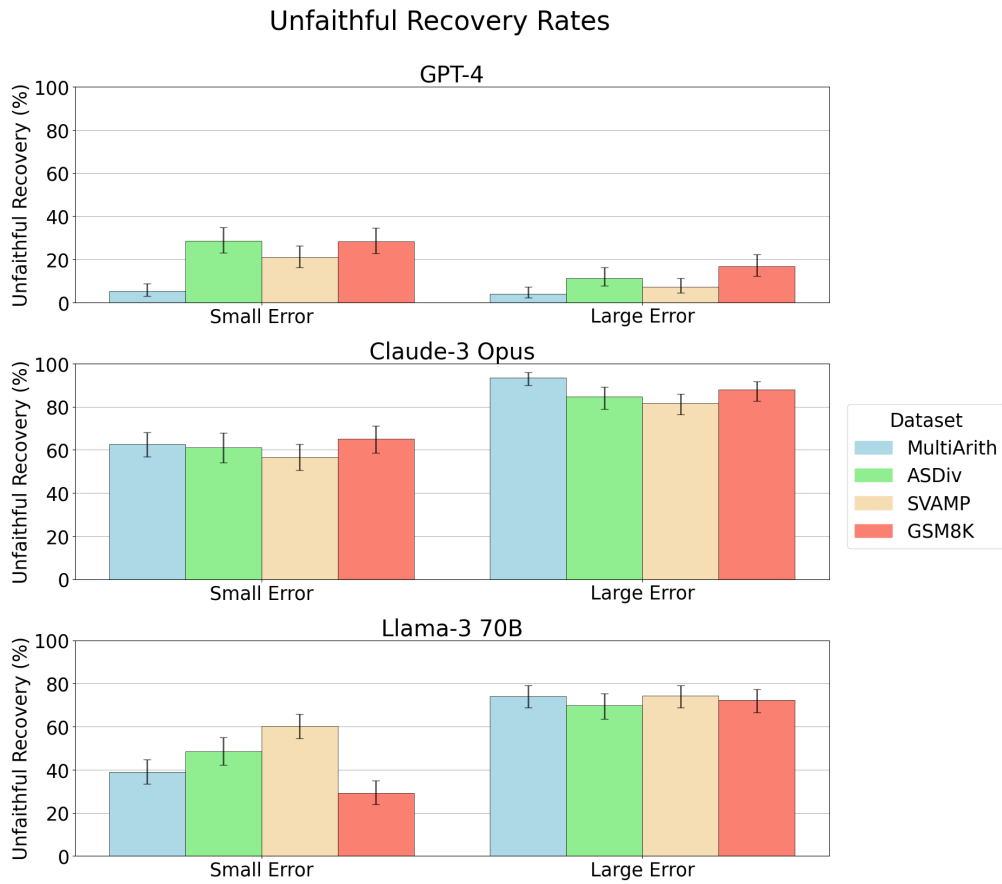 Unfaithful Recovery Rates
GPT-4
Unfaithful Recovery (%)
100
80
60
40
20
0
Small Error
Large Error
Claude-3 Opus
Unfaithful Recovery (%)
100
80
60
40
20
0
Small Error
Large Error
Dataset
MultiArith
ASDiv
SVAMP
GSM8K
Llama-3 70B
Unfaithful Recovery (%)
100
80
60
40
20
0
Small Error
Large Error